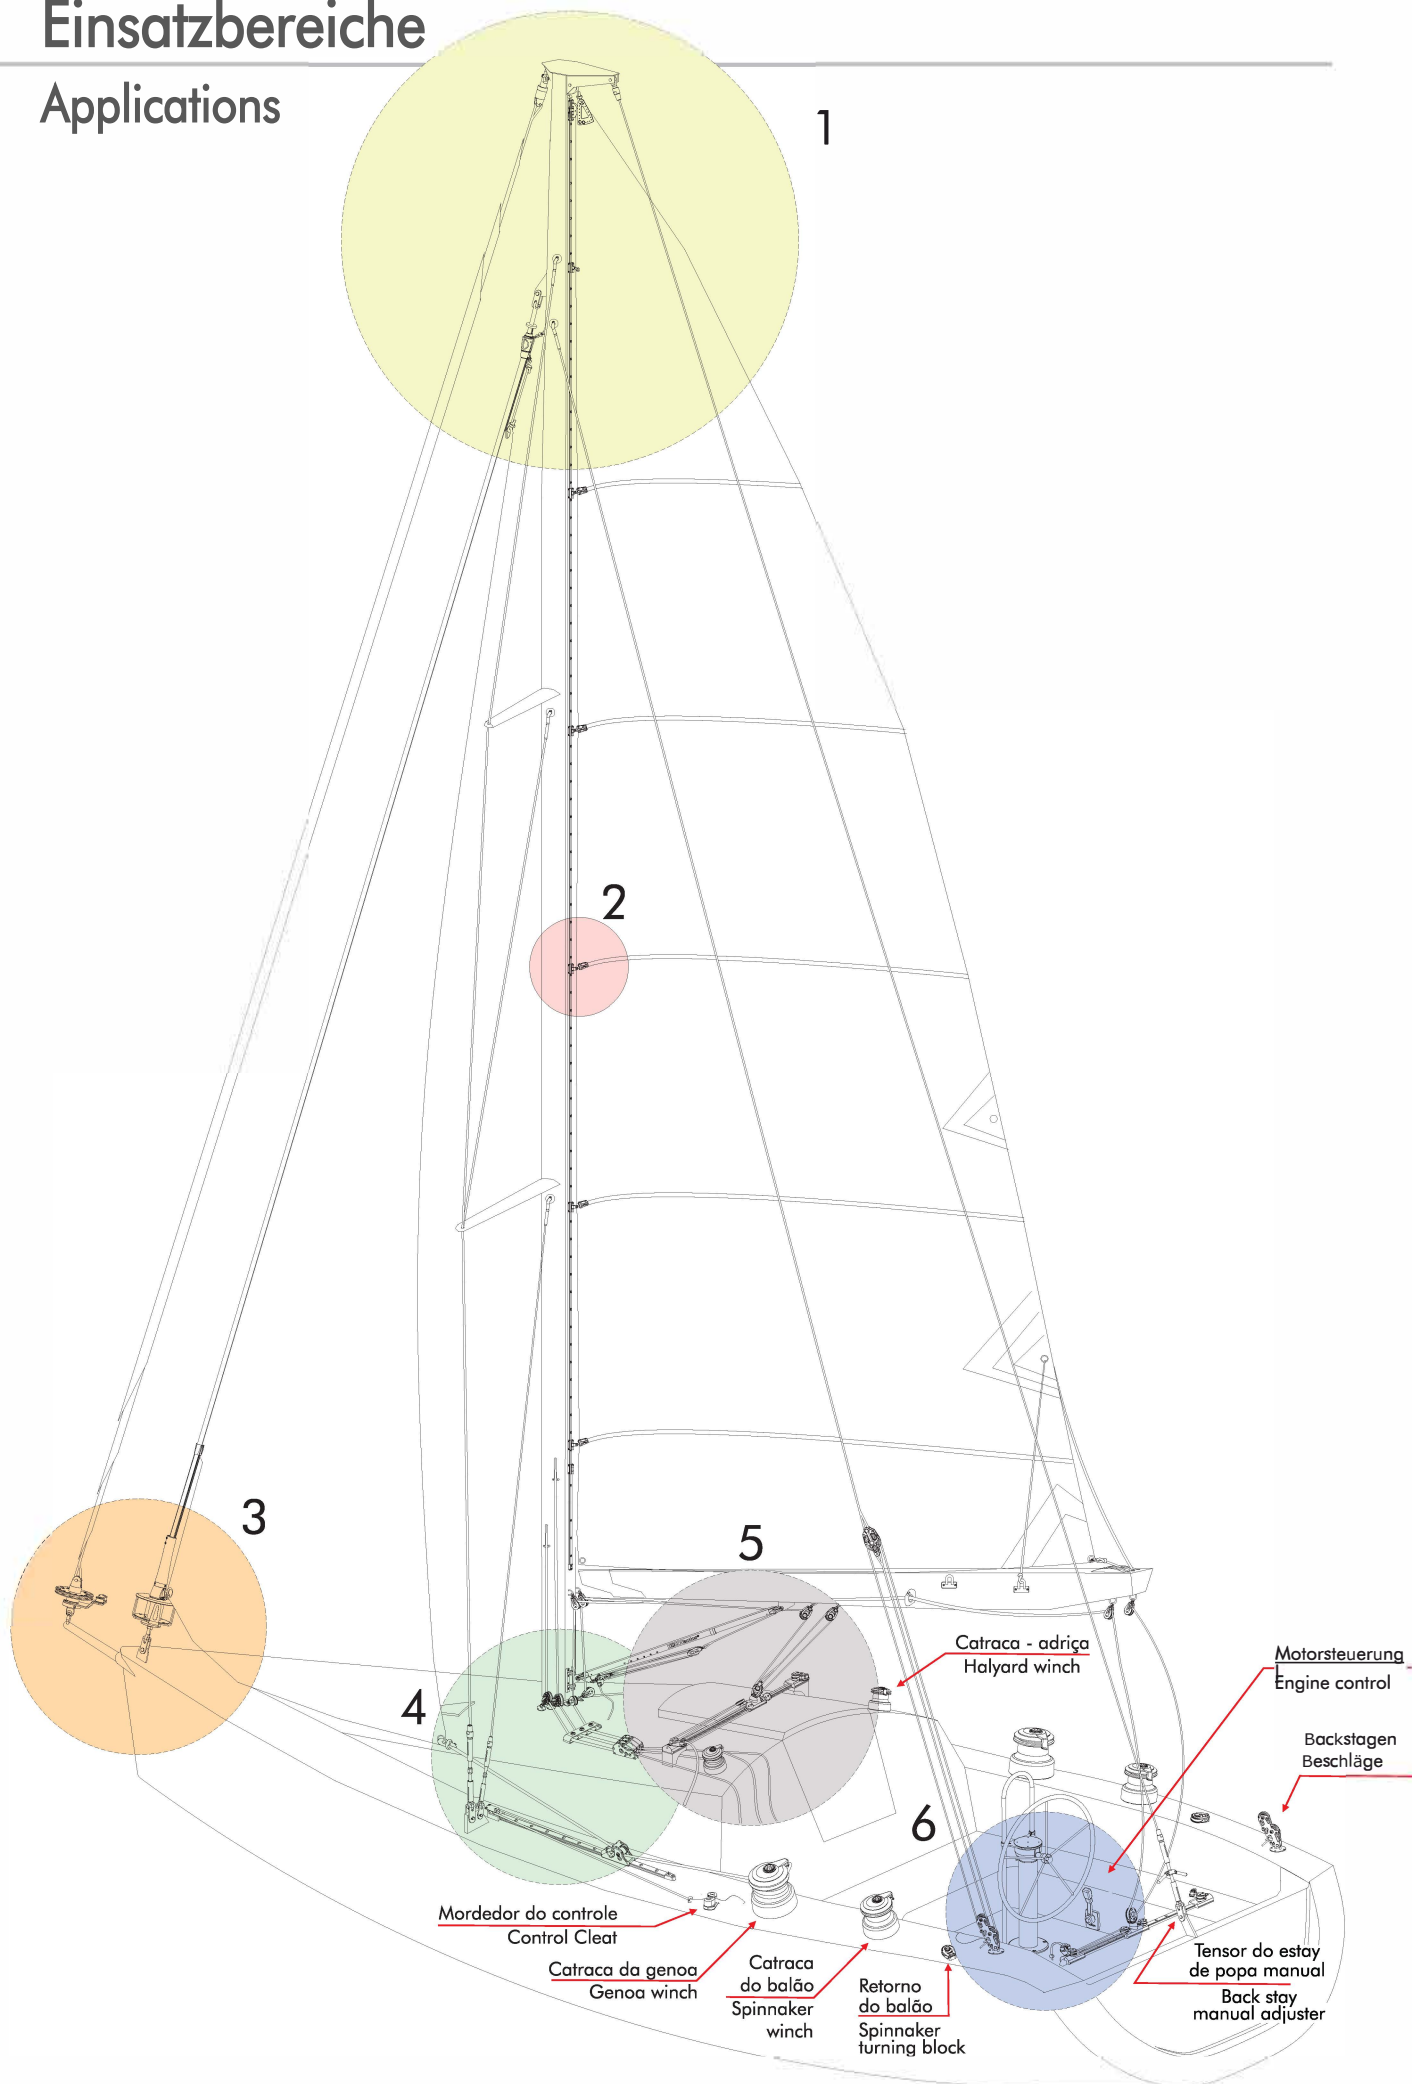 Einsatzbereiche
Applications
1
2
3
5
4
Catraca - adriça
Halyard winch
Motorsteuerung
Engine control
Backstagen
Beschläge
6
Mordedor do controle
Control Cleat
Catraca da genoa
Genoa winch
Catraca
do balão
Spinnaker
winch
Retorno
do balão
Spinnaker
turning block
Tensor do estay
de popa manual
Back stay
manual adjuster